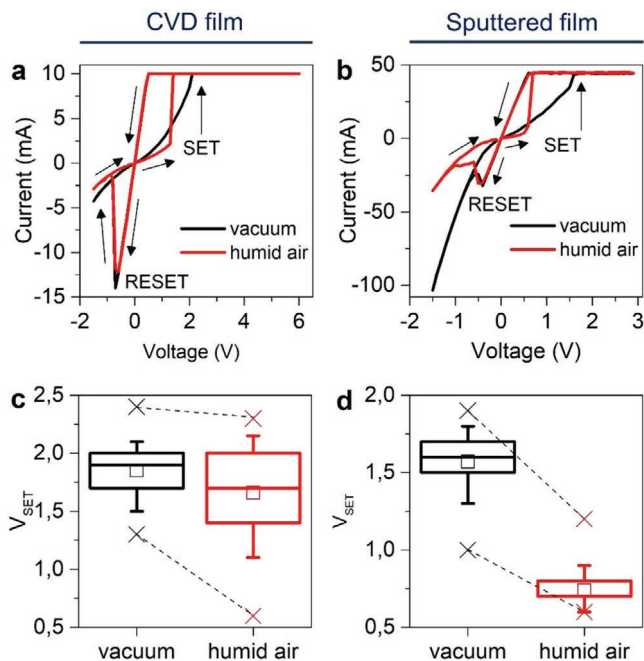 CVD film
Sputtered film
a
10
5
0
-5
-10
-15
Current (mA)
-2
0
2
4
6
Voltage (V)
SET
RESET
vacuum
humid air
b
50
0
-50
-100
Current (mA)
-2
-1
0
1
2
3
Voltage (V)
SET
RESET
vacuum
humid air
c
2,5
2,0
1,5
1,0
0,5
VSET
vacuum
humid air
d
2,0
1,5
1,0
0,5
VSET
vacuum
humid air